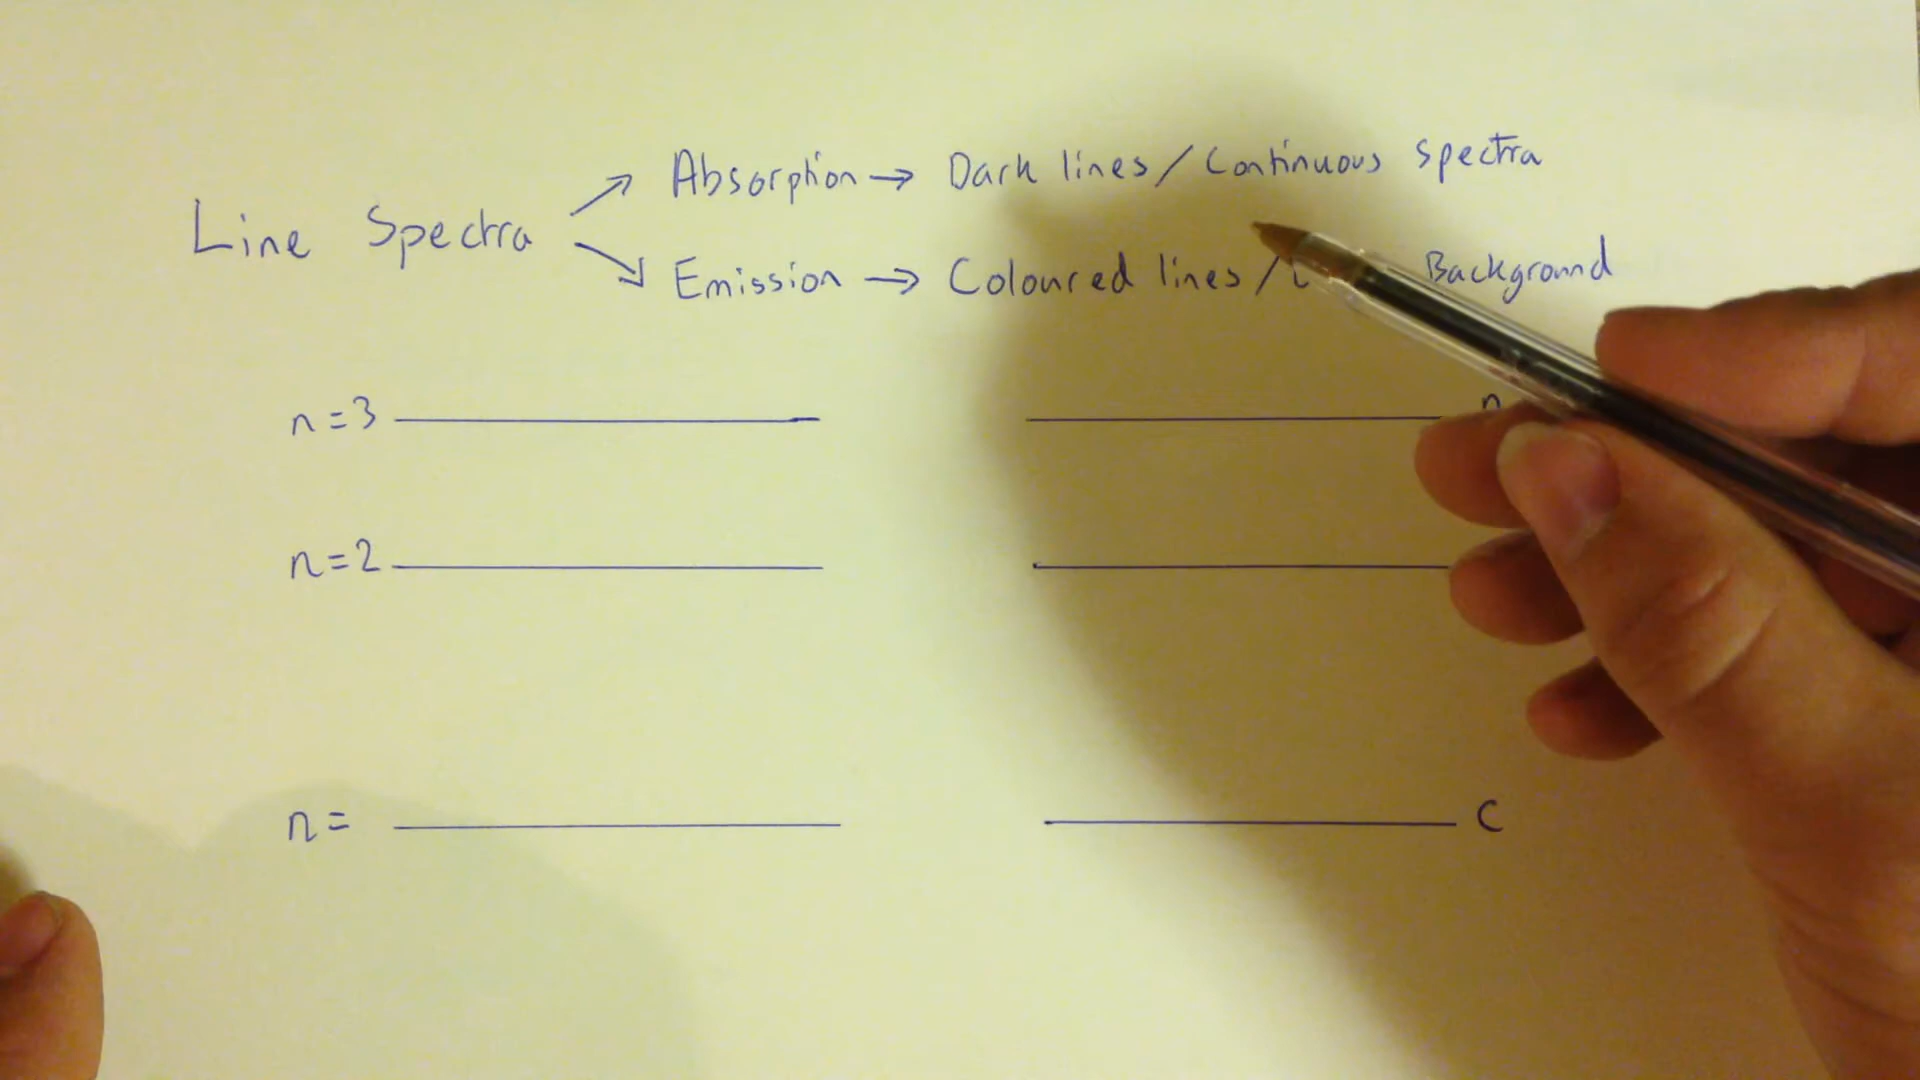 Line Spectra
Absorption → Dark lines / Continuous spectra
Emission → Coloured lines / Background
n=3
n=2
n=
C